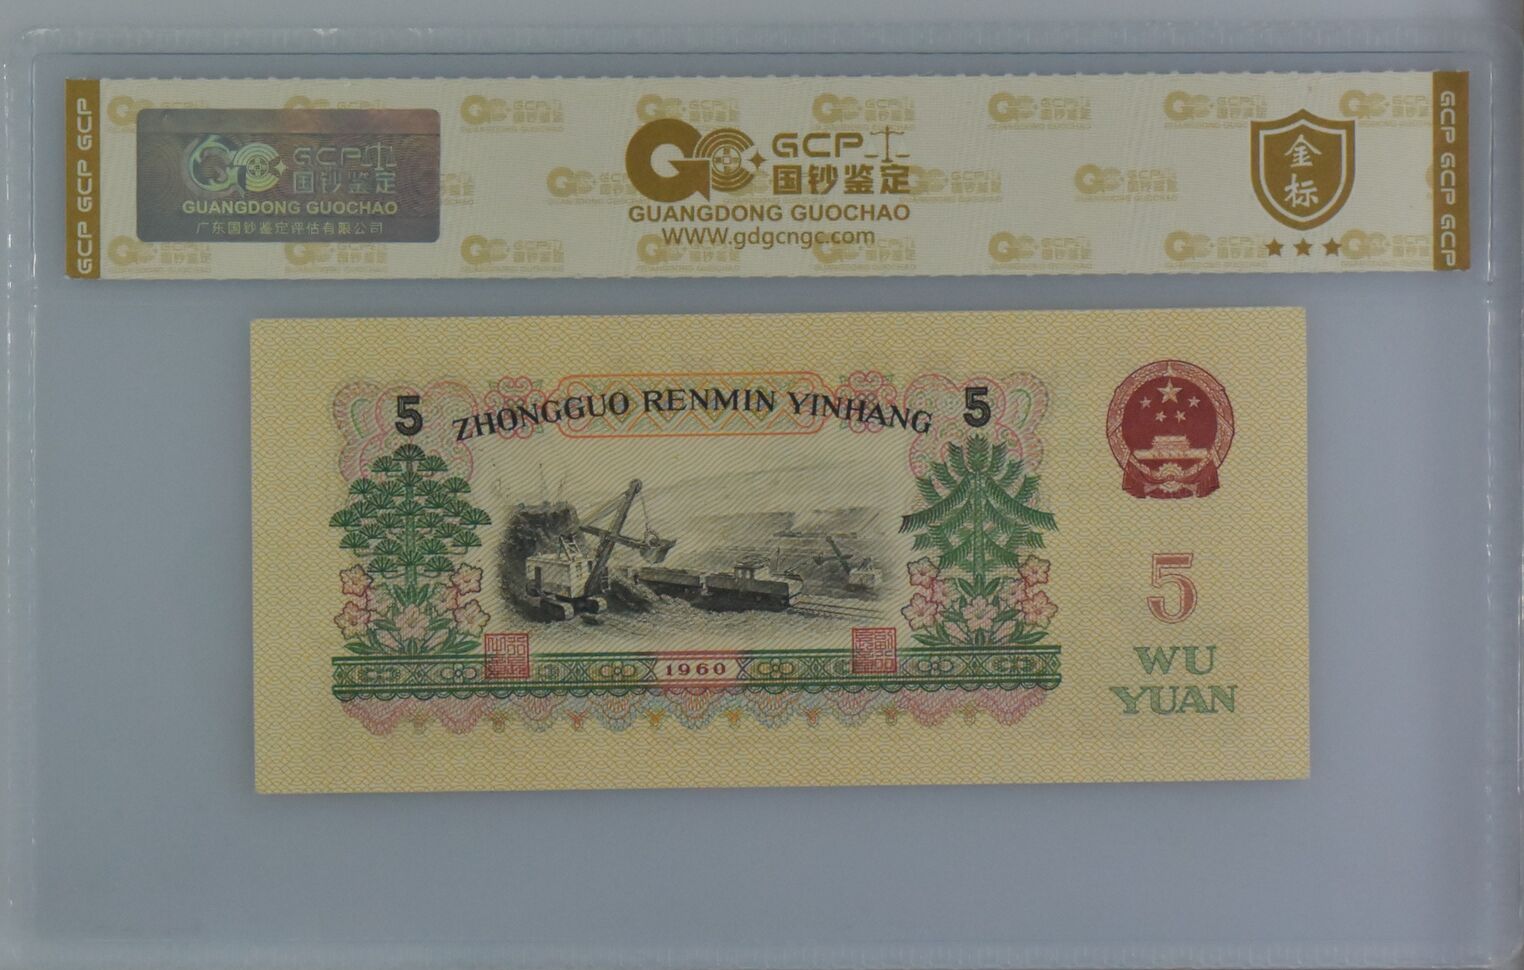 GCP GCP GCP
GCP
国钞鉴定
GUANGDONG GUOCHAO
广东国钞鉴定评估有限公司
GCP
国钞鉴定
GUANGDONG GUOCHAO
WWW.gdgcngc.com
金标
GCP GCP GCP
5
ZHONGGUO RENMIN YINHANG
5
1960
5
WU
YUAN